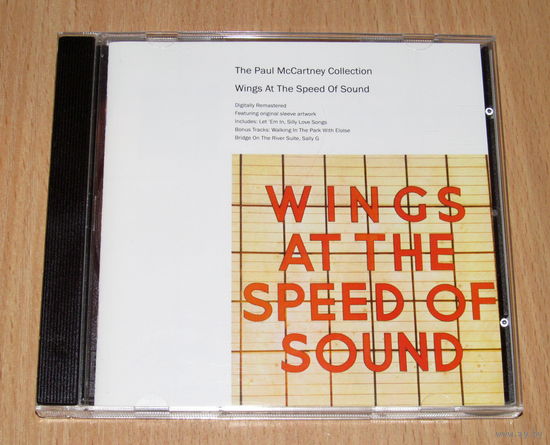 The Paul McCartney Collection
Wings At The Speed Of Sound
Digitally Remastered
Featuring original sleeve artwork
Includes: Let 'Em In, Silly Love Songs
Bonus Tracks: Walking In The Park With Eloise
Bridge On The River Suite, Sally G
WINGS
AT THE
SPEED OF
SOUND